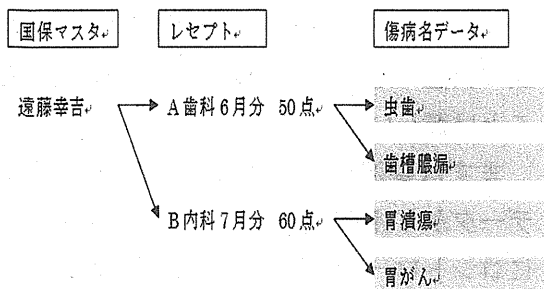 国保マスタ レセプト 傷病名データ
遠藤幸吉 A歯科6月分 50点 虫歯
歯槽膿漏
B内科7月分 60点 胃潰瘍
胃がん